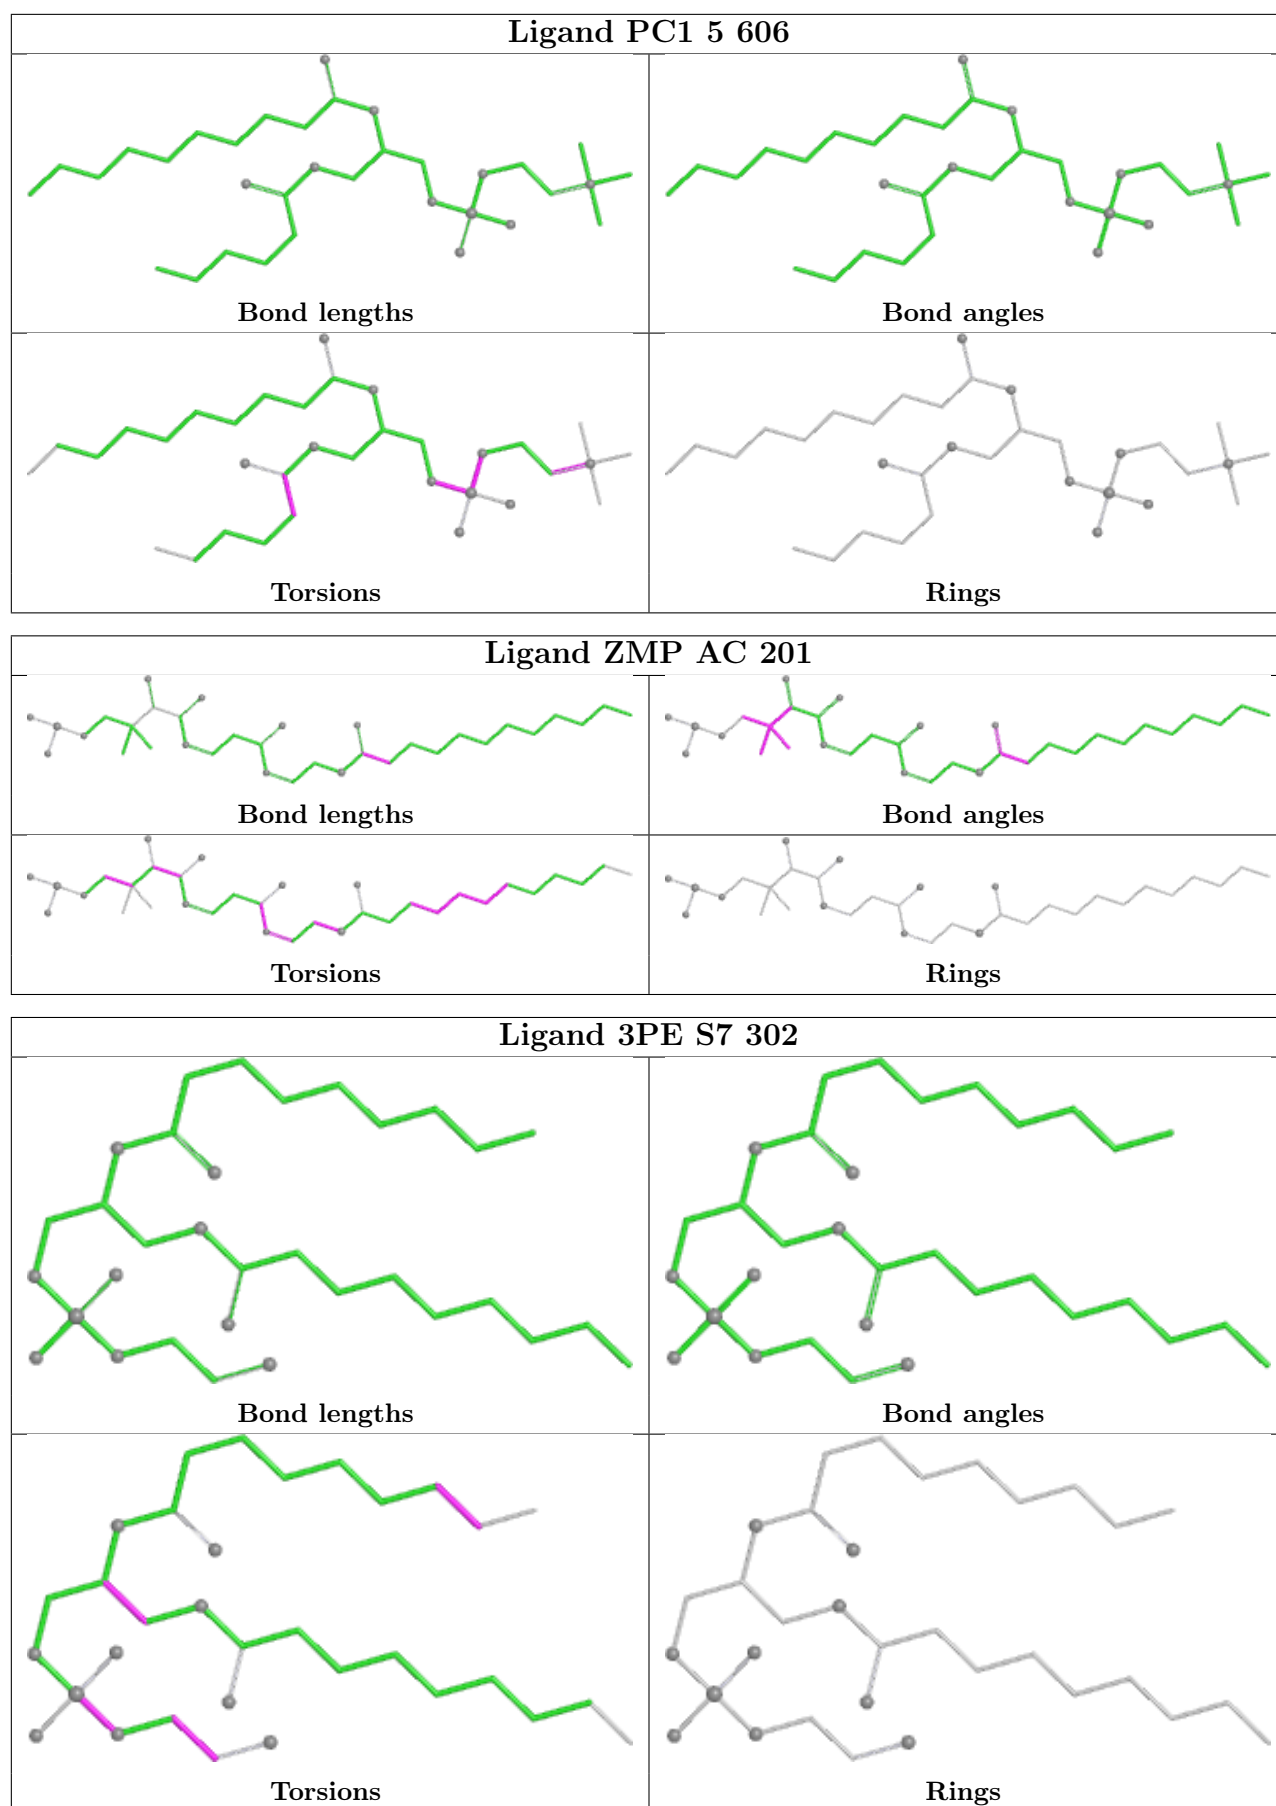 Ligand PC1 5 606
Bond lengths
Bond angles
Torsions
Rings
Ligand ZMP AC 201
Bond lengths
Bond angles
Torsions
Rings
Ligand 3PE S7 302
Bond lengths
Bond angles
Torsions
Rings